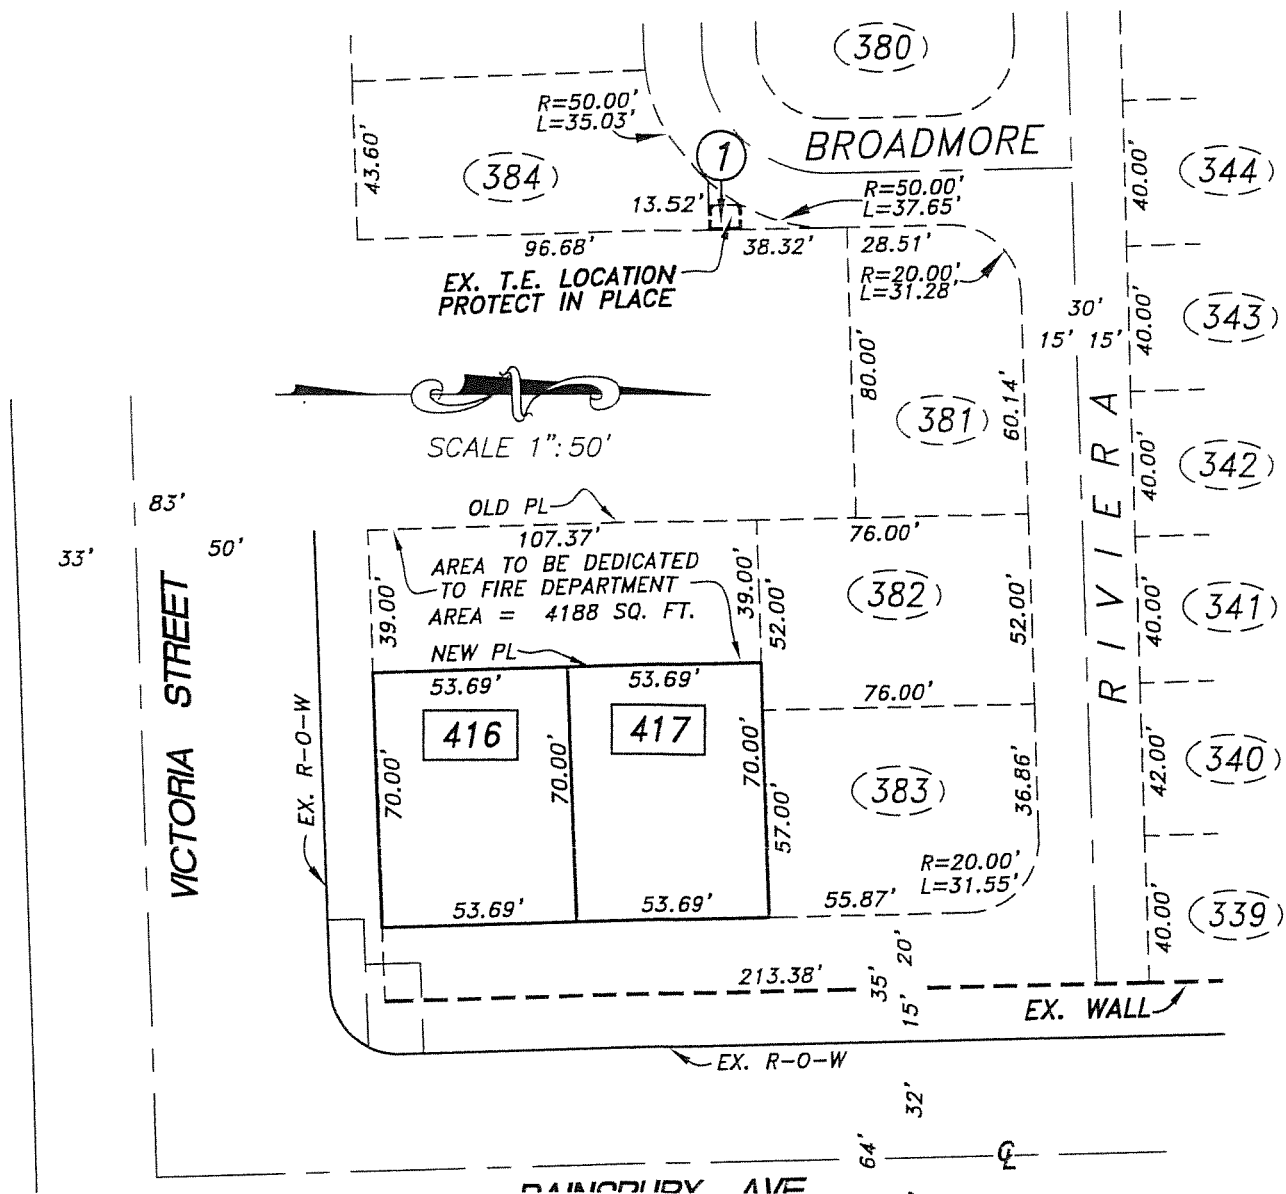 380
R=50.00'
L=35.03'
BROADMORE
1
43.60'
384
40.00'
344
R=50.00'
L=37.65'
13.52'
96.68'
38.32'
28.51'
EX. T.E. LOCATION
PROTECT IN PLACE
R=20.00'
L=31.28'
30'
15' 15'
40.00'
343
80.00'
60.14'
381
RIVIERA
SCALE 1":50'
40.00'
342
83'
33'
50'
OLD PL
107.37'
76.00'
AREA TO BE DEDICATED
TO FIRE DEPARTMENT
AREA = 4188 SQ. FT.
39.00'
39.00'
52.00'
382
52.00'
40.00'
341
VICTORIA STREET
NEW PL
53.69'
53.69'
76.00'
EX. R-O-W
416
417
70.00'
70.00'
70.00'
57.00'
383
36.86'
42.00'
340
R=20.00'
L=31.55'
53.69'
53.69'
55.87'
40.00'
339
20'
35'
15'
213.38'
EX. WALL
EX. R-O-W
32'
64'
℄